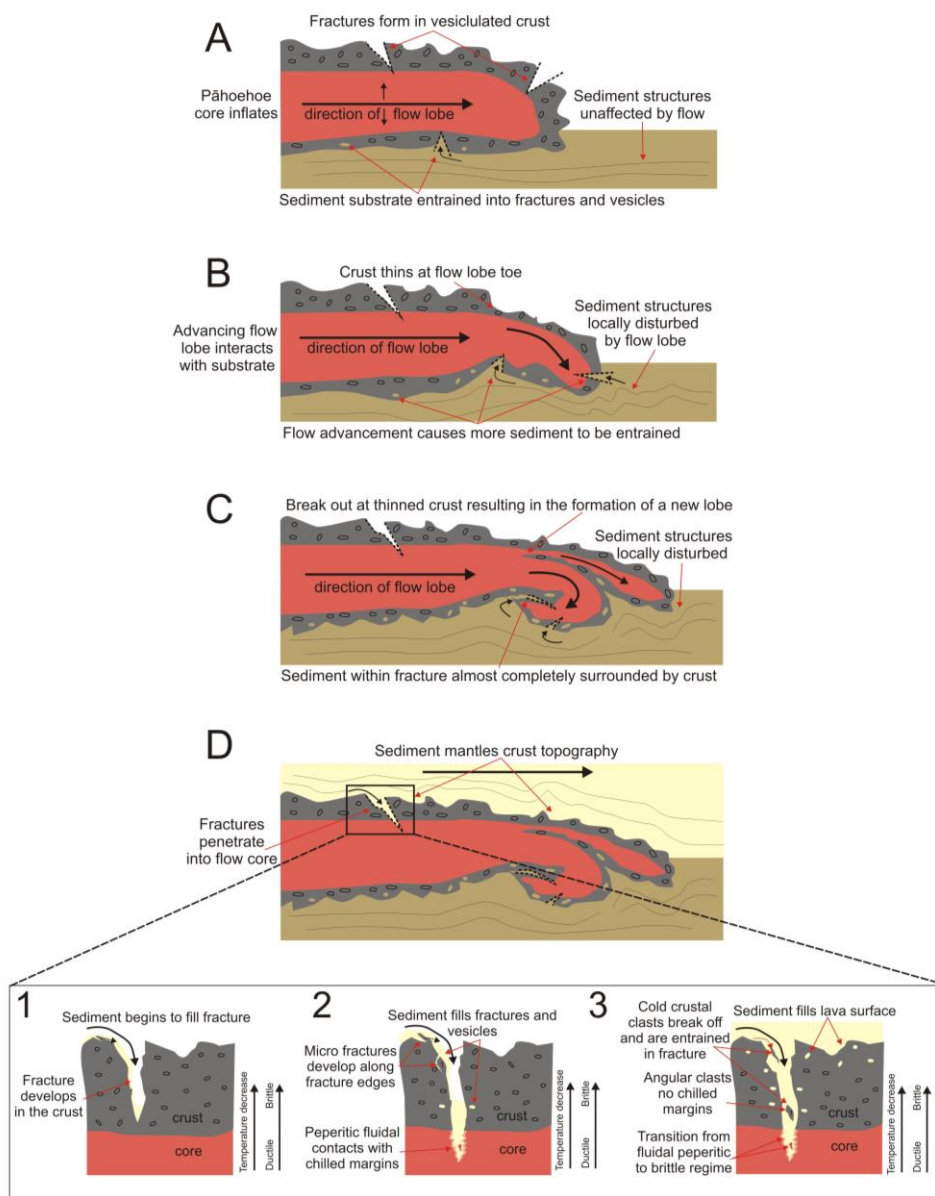 A
Fractures form in vesiclulated crust
Pāhoehoe
core inflates
direction of flow lobe
Sediment structures
unaffected by flow
Sediment substrate entrained into fractures and vesicles
B
Crust thins at flow lobe toe
Advancing flow
lobe interacts
with substrate
direction of flow lobe
Sediment structures
locally disturbed
by flow lobe
Flow advancement causes more sediment to be entrained
C
Break out at thinned crust resulting in the formation of a new lobe
Sediment structures
locally disturbed
direction of flow lobe
Sediment within fracture almost completely surrounded by crust
D
Sediment mantles crust topography
Fractures
penetrate
into flow core
1
Sediment begins to fill fracture
Fracture
develops
in the crust
crust
core
Temperature decrease
Ductile
Brittle
2
Sediment fills fractures and
vesicles
Micro fractures
develop along
fracture edges
Peperitic fluidal
contacts with
chilled margins
crust
core
Temperature decrease
Ductile
Brittle
3
Cold crustal
clasts break off
and are entrained
in fracture
Sediment fills lava surface
Angular clasts
no chilled
margins
Transition from
fluidal peperitic
to brittle regime
crust
core
Temperature decrease
Ductile
Brittle